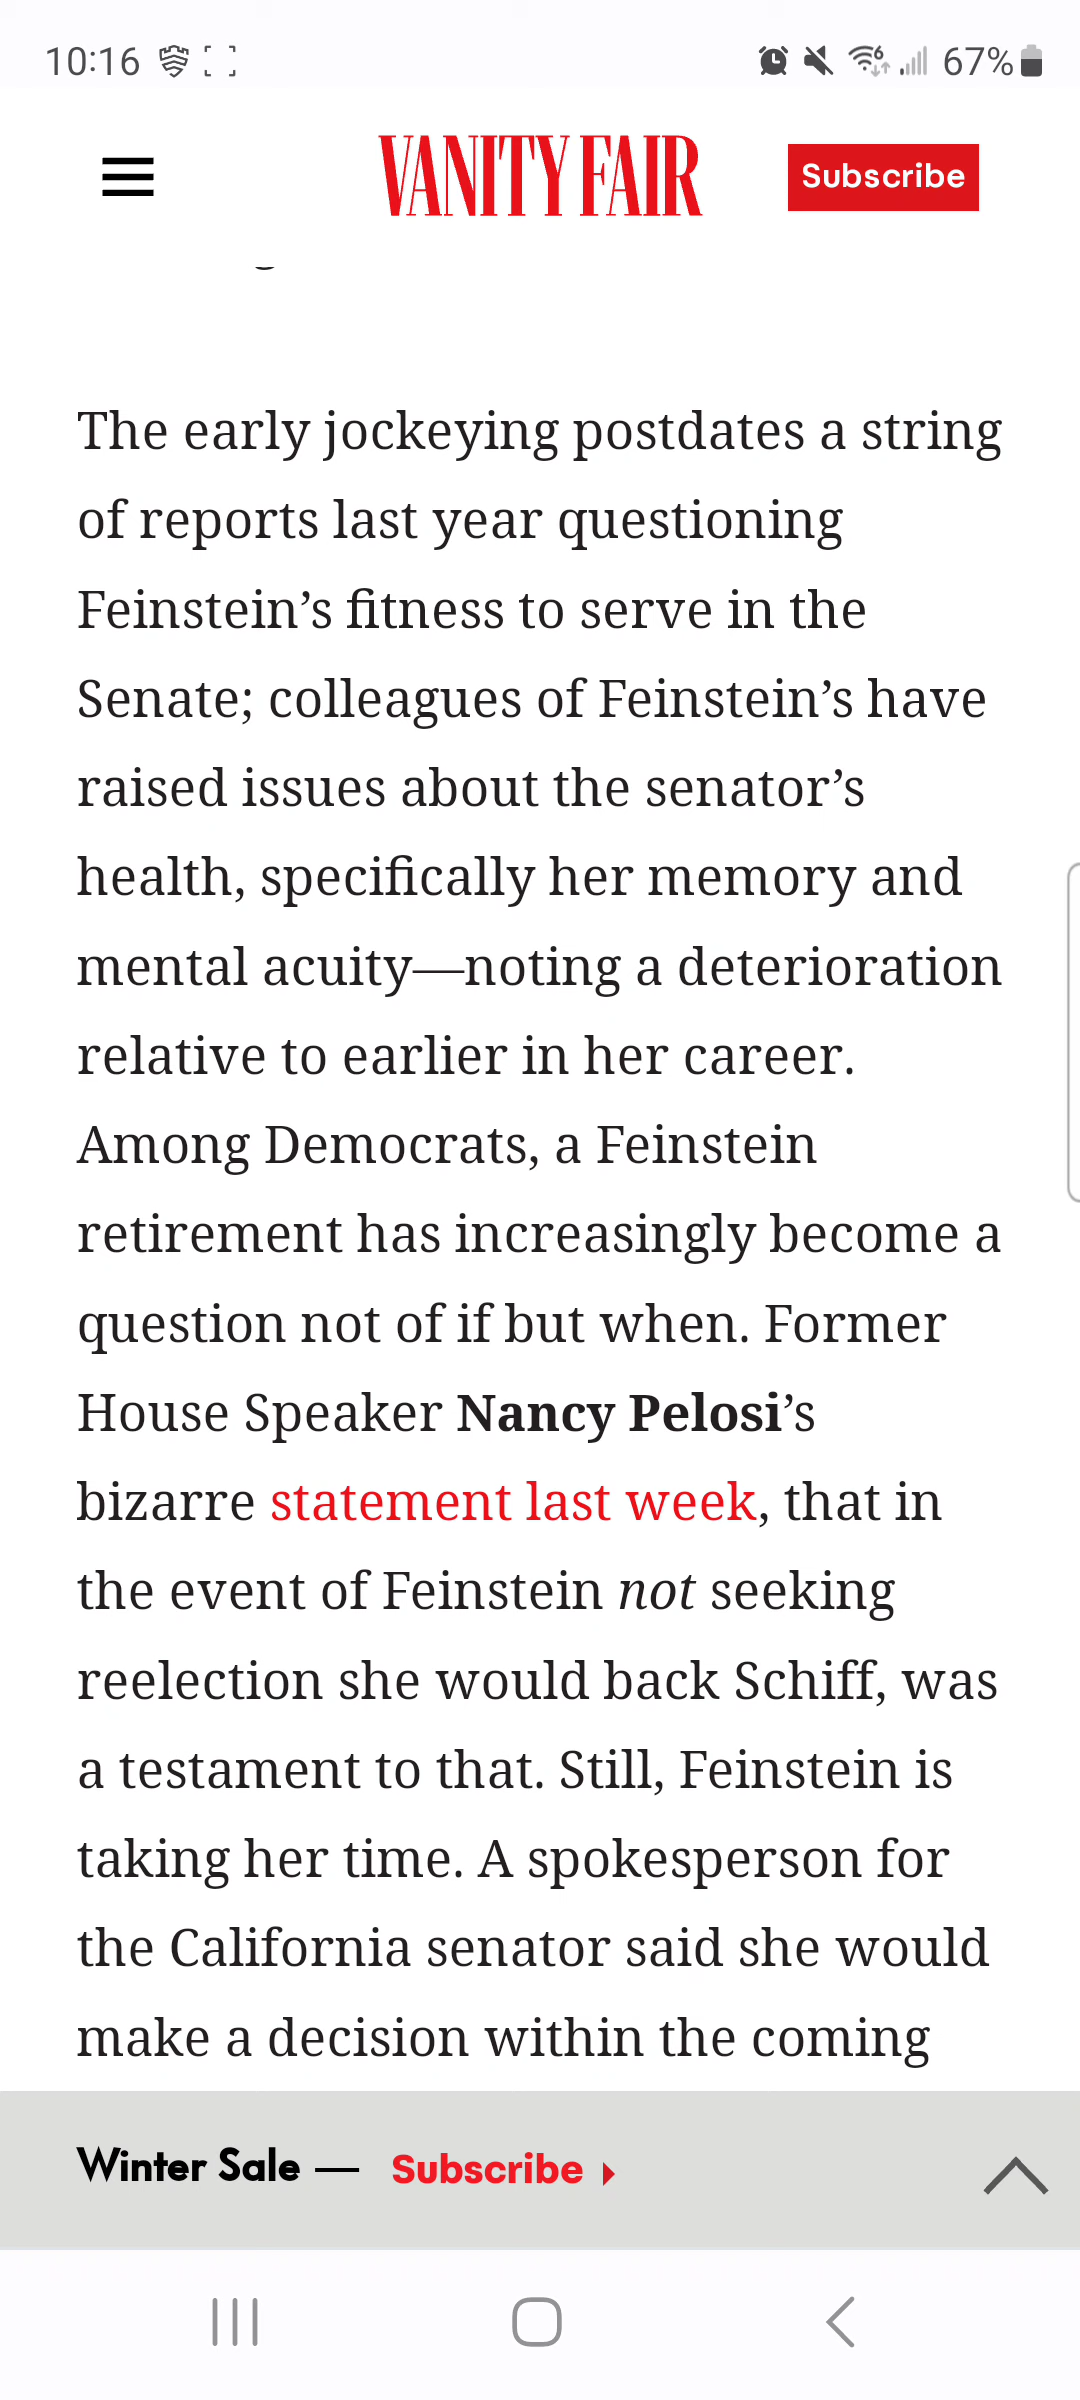 10:16
67%
VANITY FAIR
Subscribe
The early jockeying postdates a string
of reports last year questioning
Feinstein’s fitness to serve in the
Senate; colleagues of Feinstein’s have
raised issues about the senator’s
health, specifically her memory and
mental acuity—noting a deterioration
relative to earlier in her career.
Among Democrats, a Feinstein
retirement has increasingly become a
question not of if but when. Former
House Speaker Nancy Pelosi’s
bizarre statement last week, that in
the event of Feinstein not seeking
reelection she would back Schiff, was
a testament to that. Still, Feinstein is
taking her time. A spokesperson for
the California senator said she would
make a decision within the coming
Winter Sale — Subscribe